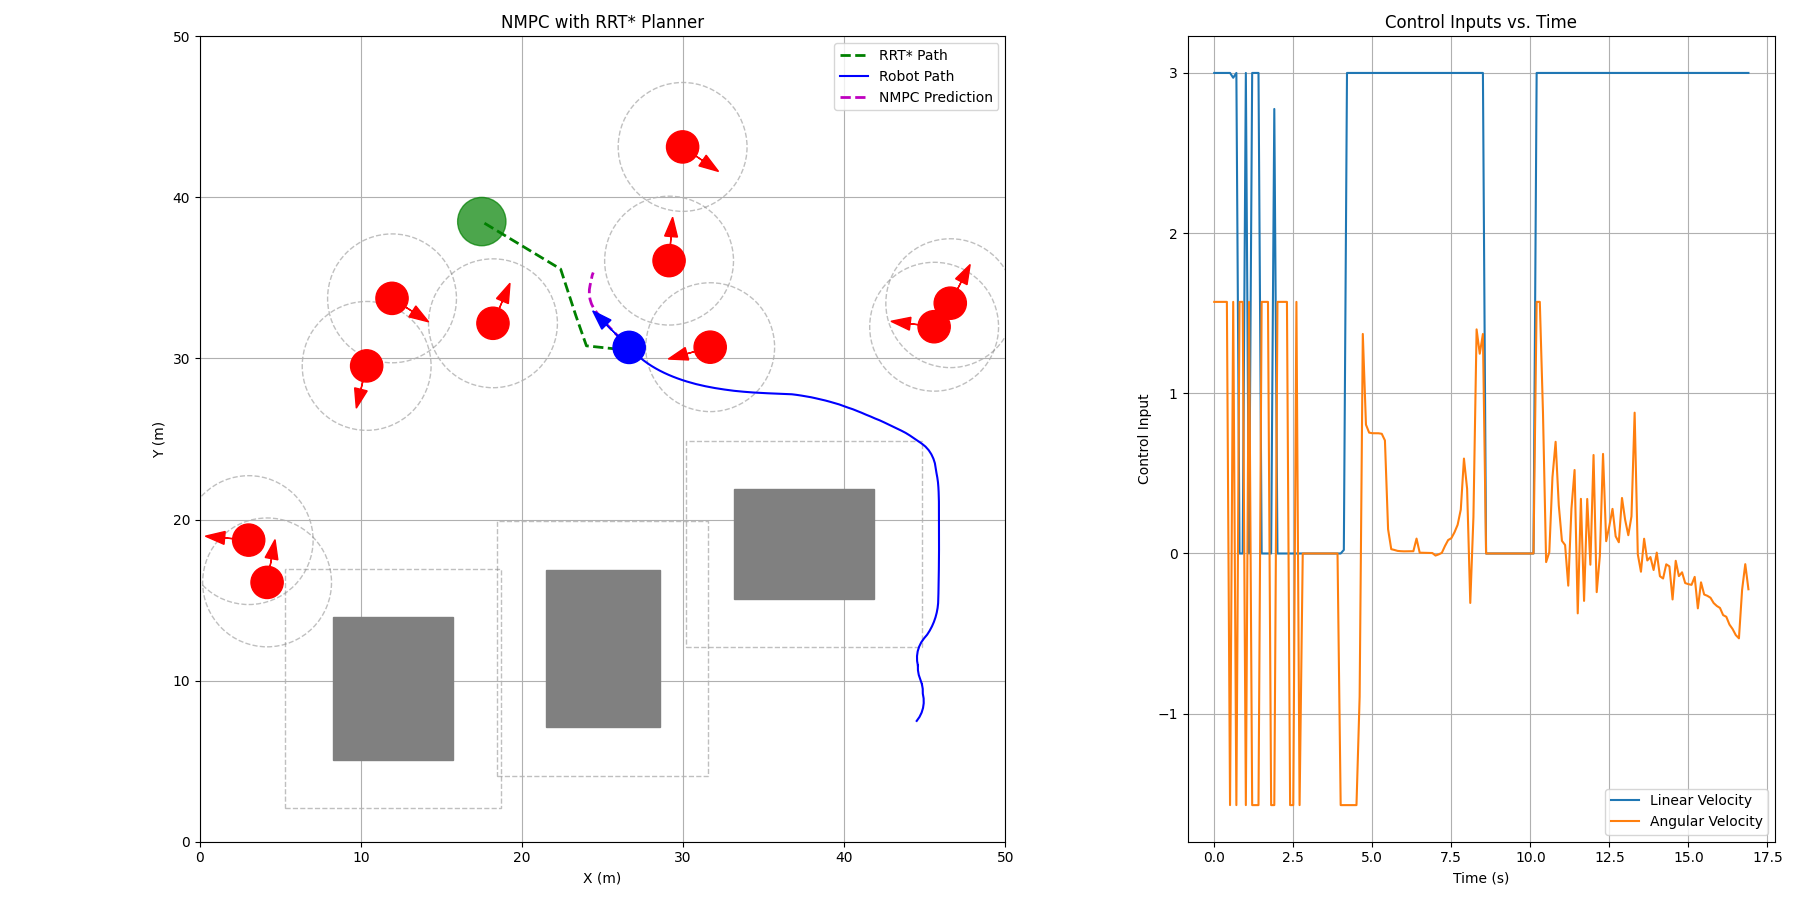 NMPC with RRT* Planner
RRT* Path
Robot Path
NMPC Prediction
50
40
30
20
10
0
Y (m)
0 10 20 30 40 50
X (m)
Control Inputs vs. Time
3
2
1
0
−1
Control Input
Linear Velocity
Angular Velocity
0.0 2.5 5.0 7.5 10.0 12.5 15.0 17.5
Time (s)